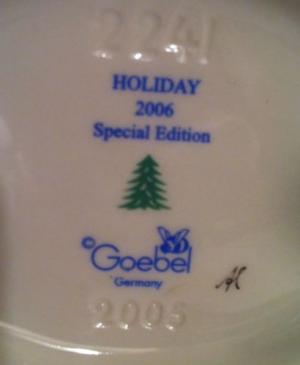 2241
HOLIDAY
2006
Special Edition
© Goebel
Germany
2005